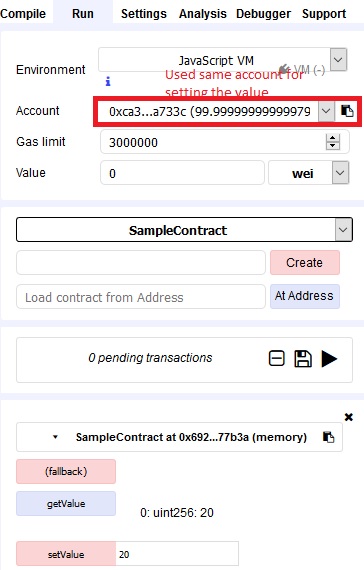 Compile Run Settings Analysis Debugger Support
Environment JavaScript VM
VM (-)
Used same account for
setting the value
Account 0xca3...a733c (99.99999999999979
Gas limit 3000000
Value 0 wei
SampleContract
Create
Load contract from Address At Address
0 pending transactions
SampleContract at 0x692...77b3a (memory)
(fallback)
getValue 0: uint256: 20
setValue 20